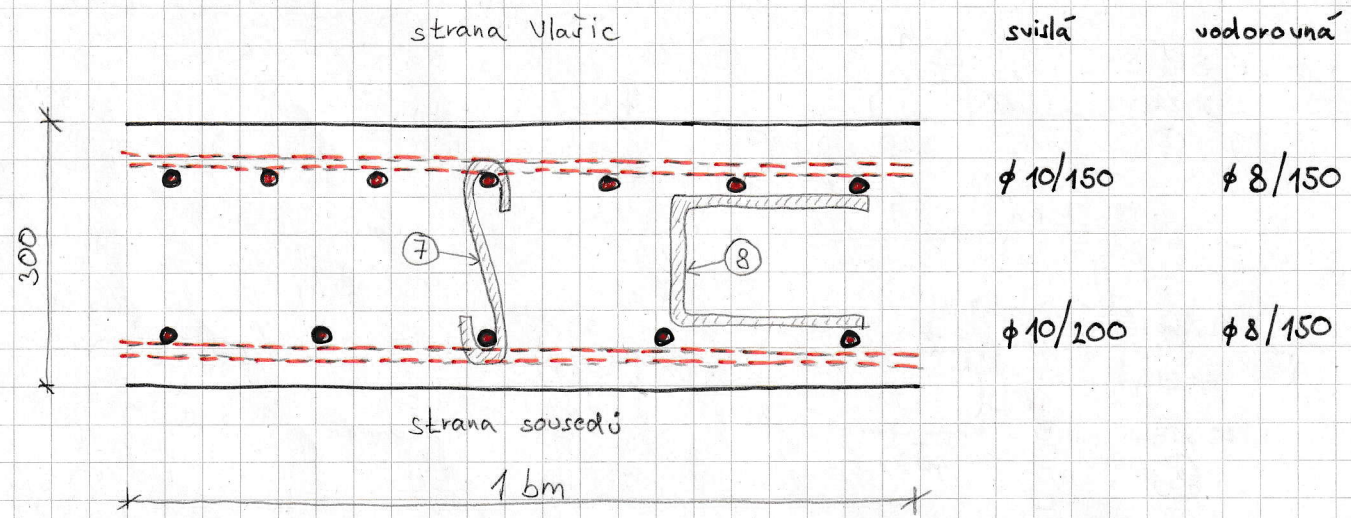 strana Vlašic svislá vodorovná
300
ϕ 10/150 ϕ 8/150
7
8
ϕ 10/200 ϕ 8/150
strana sousedů
1 bm